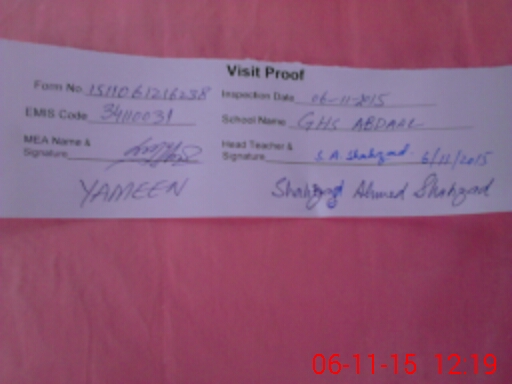 Visit Proof
Form No. 1511061216238 Inspection Date 06-11-2015
EMIS Code 34110031 School Name GHS ABDAAL
MEA Name & Signature Head Teacher & Signature S.A. Shahzad 6/11/2015
YAMEEN Shahzad Ahmed Shahzad
06-11-15 12:19